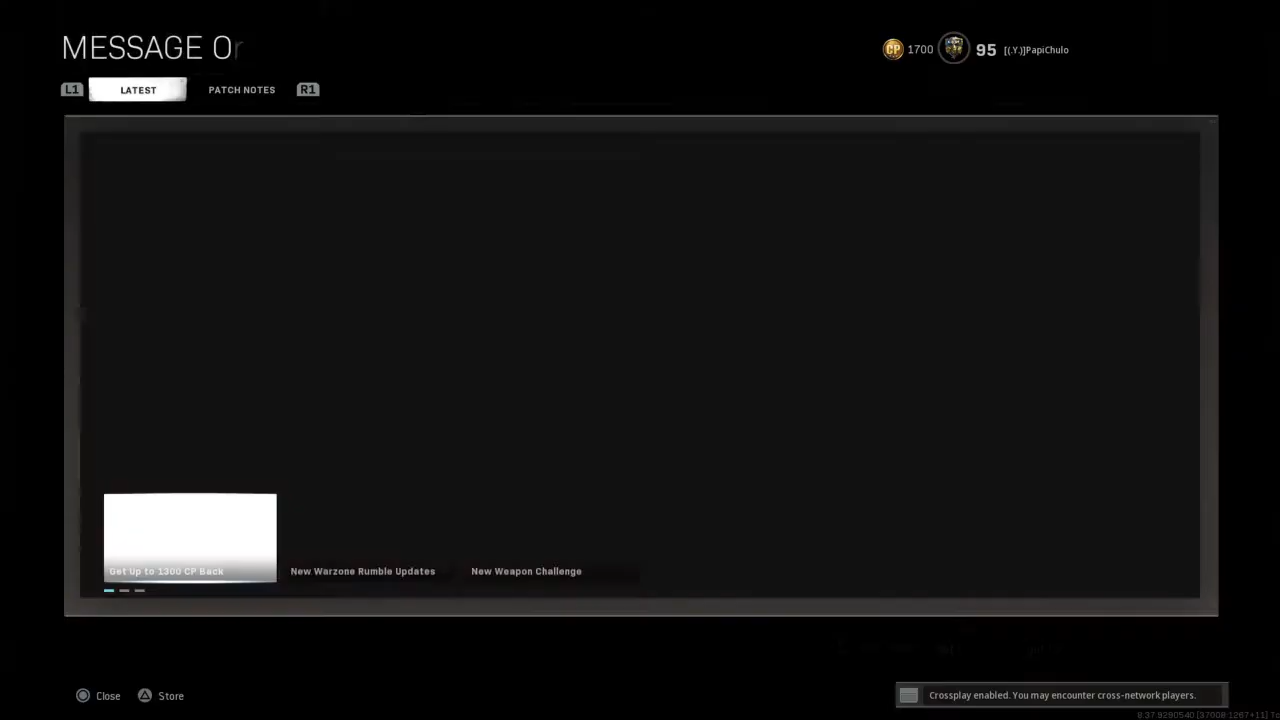 MESSAGE Or
CP 1700 95 [(.Y.)]PapiChulo
L1 LATEST PATCH NOTES R1
Get Up to 1300 CP Back New Warzone Rumble Updates New Weapon Challenge
Close Store
Crossplay enabled. You may encounter cross-network players.